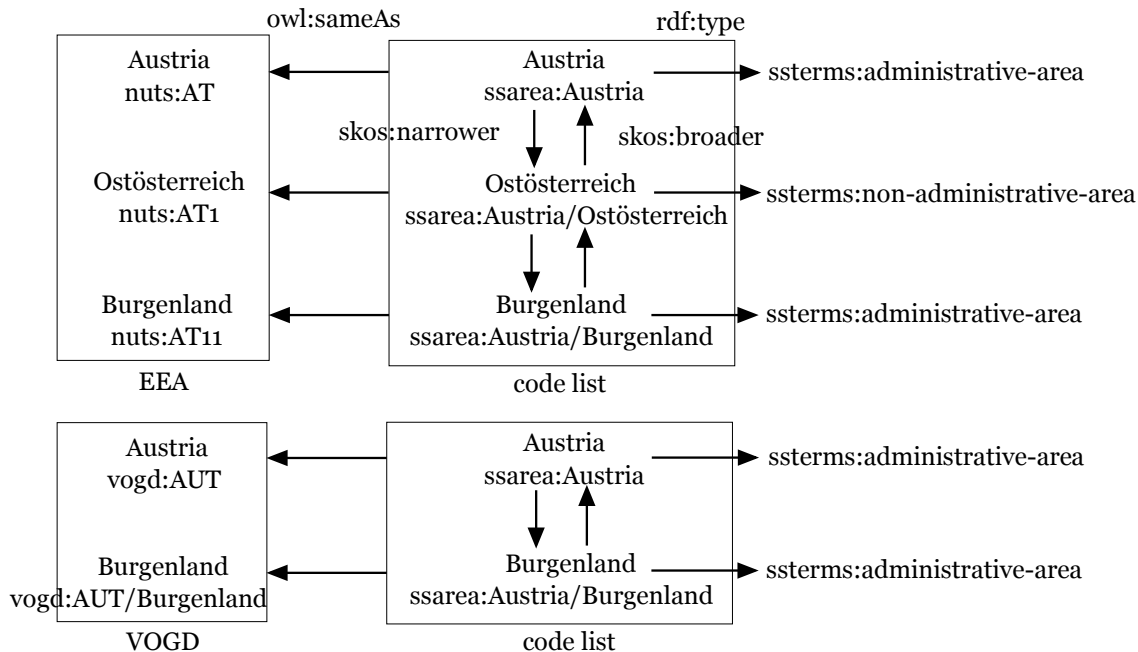 owl:sameAs
rdf:type
Austria
nuts:AT
Austria
ssarea:Austria
ssterms:administrative-area
skos:narrower
skos:broader
Ostösterreich
nuts:AT1
Ostösterreich
ssarea:Austria/Ostösterreich
ssterms:non-administrative-area
Burgenland
nuts:AT11
Burgenland
ssarea:Austria/Burgenland
ssterms:administrative-area
EEA
code list
Austria
vogd:AUT
Austria
ssarea:Austria
ssterms:administrative-area
Burgenland
vogd:AUT/Burgenland
Burgenland
ssarea:Austria/Burgenland
ssterms:administrative-area
VOGD
code list